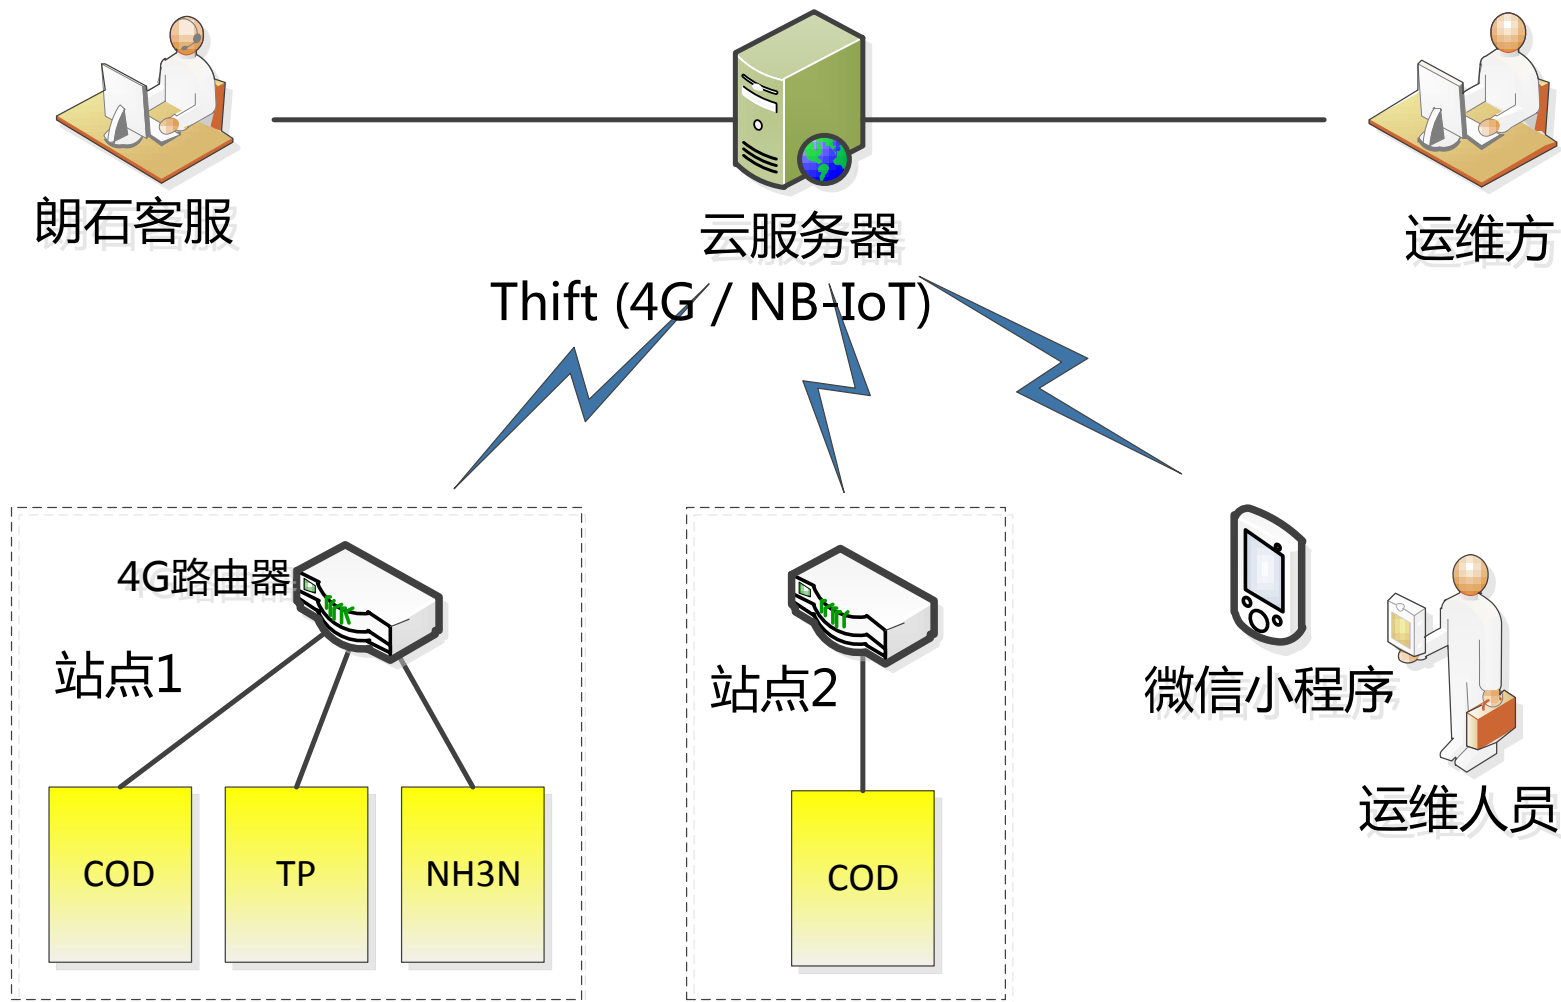 朗石客服
云服务器
运维方
Thift (4G / NB-IoT)
4G路由器
站点1
站点2
微信小程序
运维人员
COD
TP
NH3N
COD